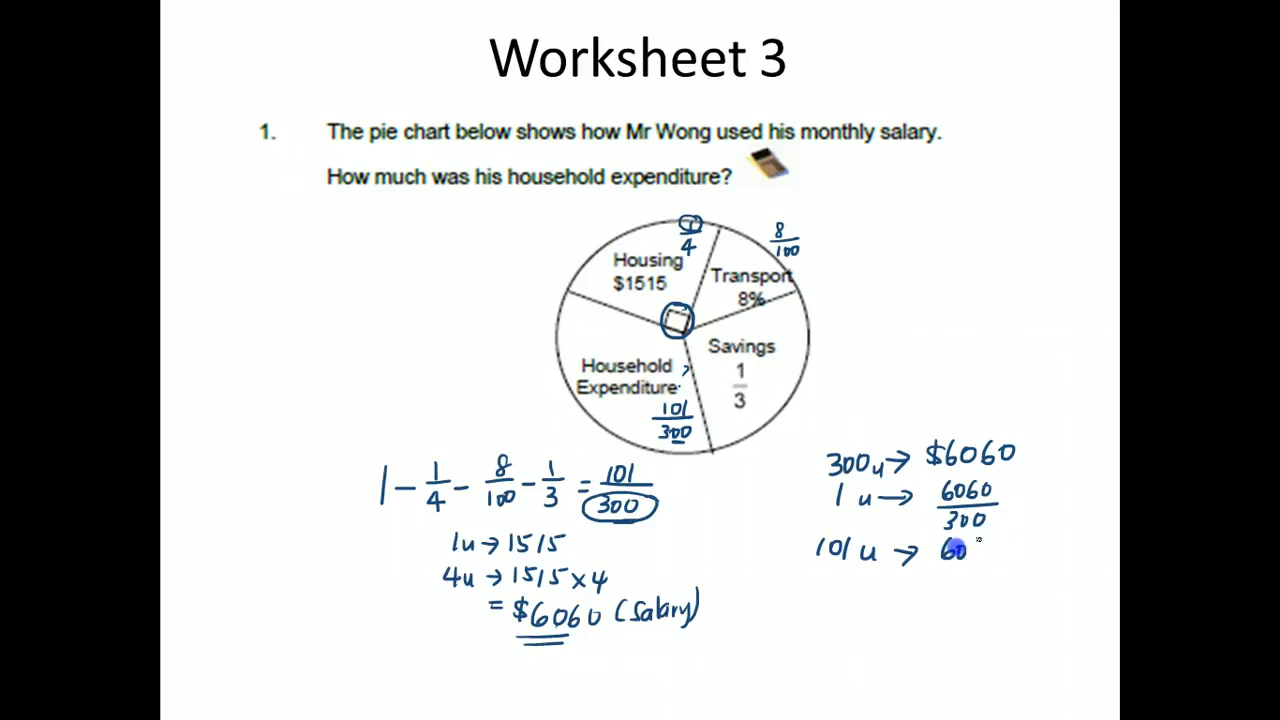 Worksheet 3
1. The pie chart below shows how Mr Wong used his monthly salary.
How much was his household expenditure?
1/4
8/100
Housing
$1515
Transport
8%
Savings
1/3
Household
Expenditure
101/300
1 - 1/4 - 8/100 - 1/3 = 101/300
1u → 1515
4u → 1515 × 4
= $6060 (salary)
300u → $6060
1u → 6060/300
101u → 60